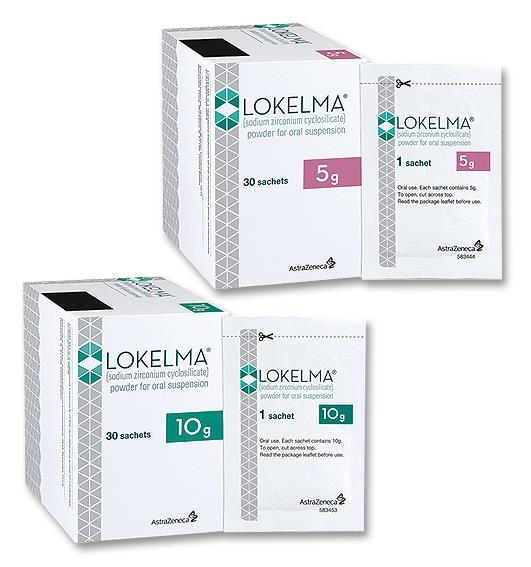 5g
LOKELMA®
(sodium zirconium cyclosilicate)
powder for oral suspension
30 sachets
5g
AstraZeneca
LOKELMA®
(sodium zirconium cyclosilicate)
powder for oral suspension
1 sachet
5g
Oral use. Each sachet contains 5g.
To open, cut across top.
Read the package leaflet before use.
AstraZeneca
583444
10g
LOKELMA®
(sodium zirconium cyclosilicate)
powder for oral suspension
30 sachets
10g
AstraZeneca
LOKELMA®
(sodium zirconium cyclosilicate)
powder for oral suspension
1 sachet
10g
Oral use. Each sachet contains 10g.
To open, cut across top.
Read the package leaflet before use.
AstraZeneca
583453